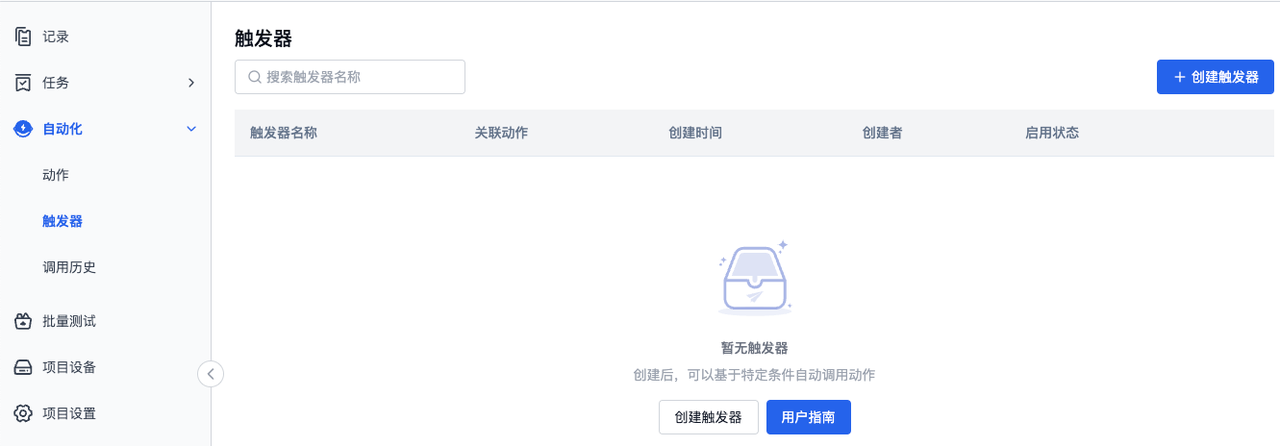 记录
任务
自动化
动作
触发器
调用历史
批量测试
项目设备
项目设置
触发器
搜索触发器名称
创建触发器
触发器名称 关联动作 创建时间 创建者 启用状态
暂无触发器
创建后，可以基于特定条件自动调用动作
创建触发器 用户指南